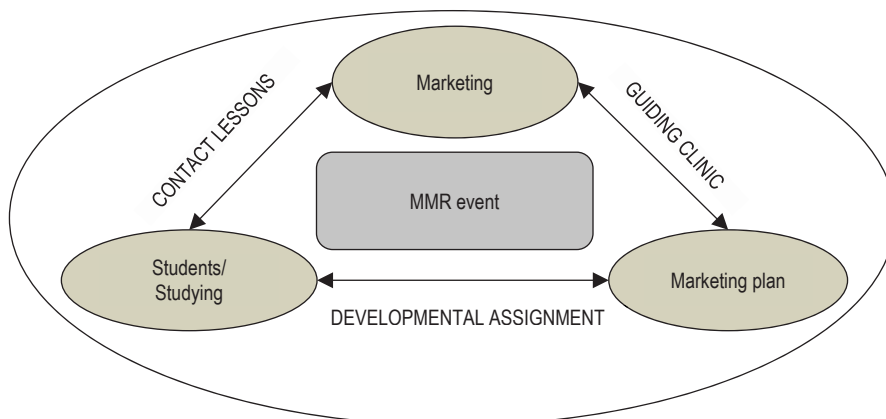 Marketing
CONTACT LESSONS
GUIDING CLINIC
MMR event
Students/
Studying
Marketing plan
DEVELOPMENTAL ASSIGNMENT